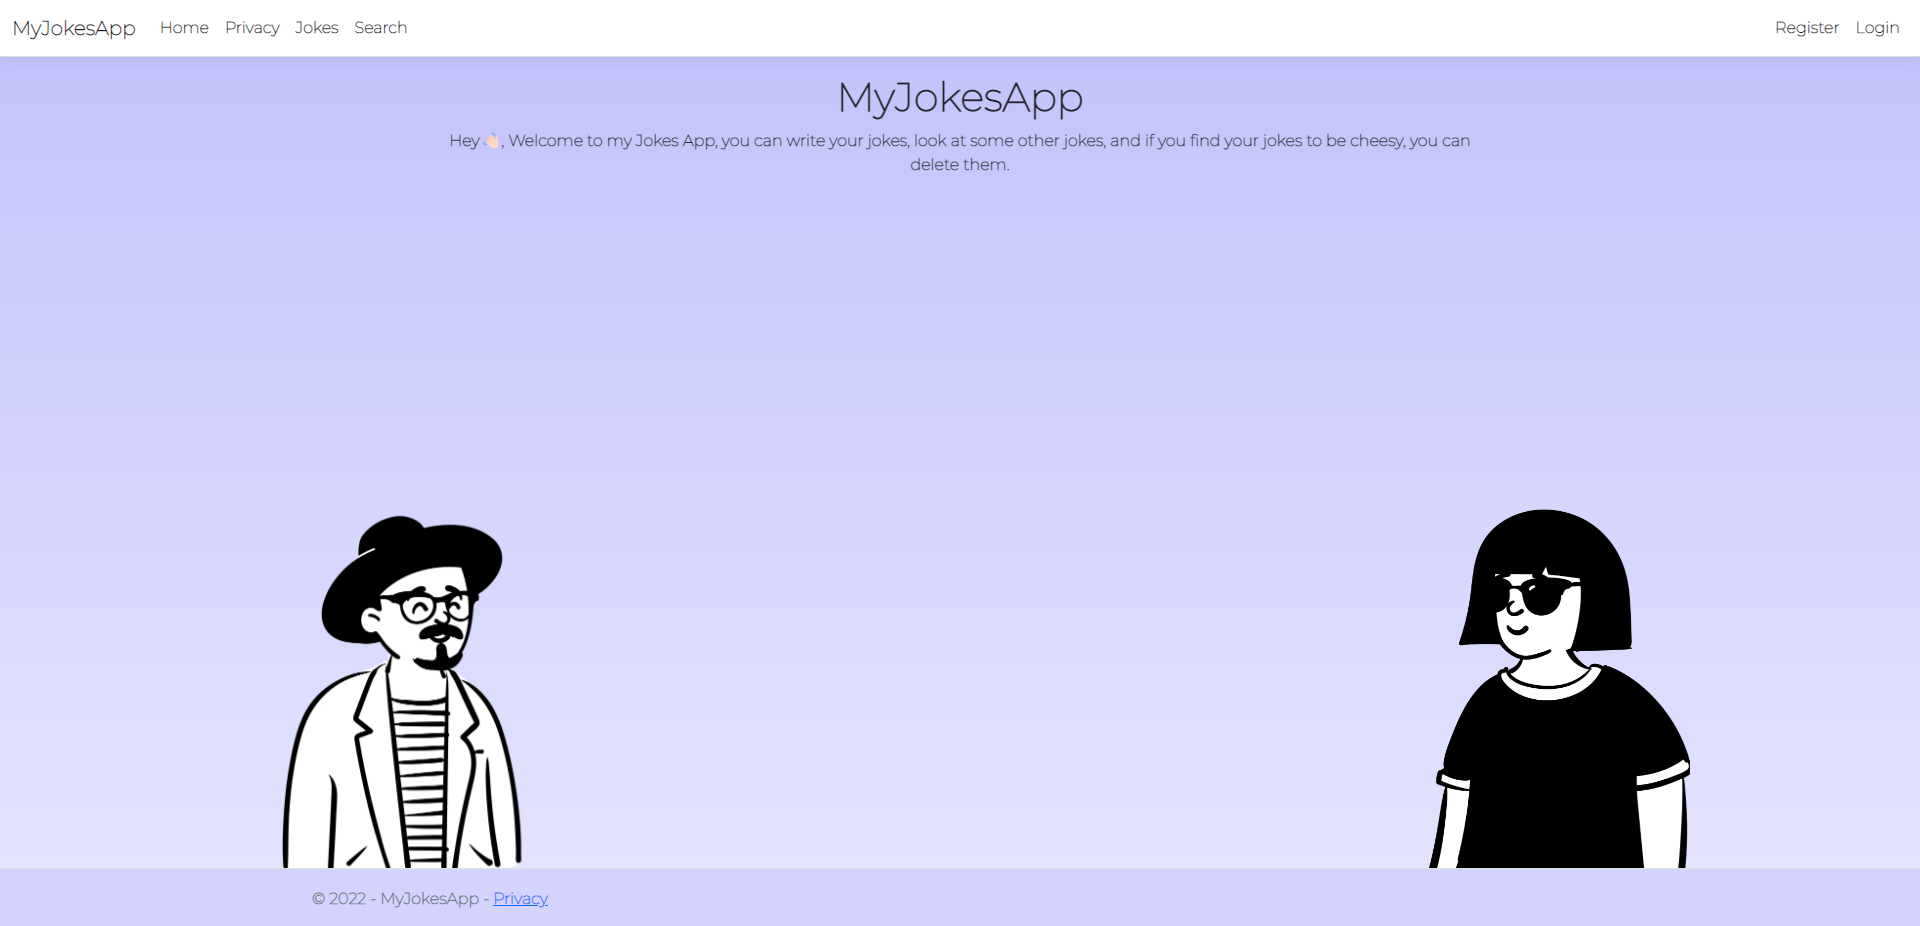 MyJokesApp Home Privacy Jokes Search Register Login
MyJokesApp
Hey 👋🏻, Welcome to my Jokes App, you can write your jokes, look at some other jokes, and if you find your jokes to be cheesy, you can
delete them.
© 2022 - MyJokesApp - Privacy